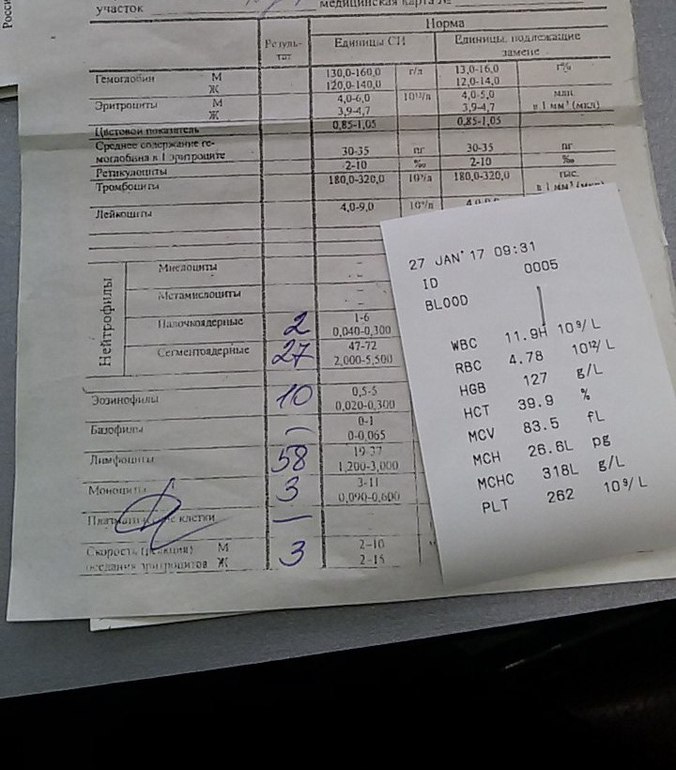 Росси
участок
медицинская карта №
Норма
Резуль-
тат
Единицы СИ
Единицы, подлежащие
замене
Гемоглобин М 130,0-160,0 г/л 13,0-16,0 г%
Ж 120,0-140,0 12,0-14,0
Эритроциты М 4,0-6,0 10¹²/л 4,0-5,0 млн
Ж 3,9-4,7 3,9-4,7 в 1 мм³ (мкл)
Цветовой показатель 0,85-1,05 0,85-1,05
Среднее содержание ге-
моглобина в 1 эритроците 30-35 пг 30-35 пг
Ретикулоциты 2-10 ‰ 2-10 ‰
Тромбоциты 180,0-320,0 10⁹/л 180,0-320,0 тыс.
в 1 мм³ (мкл)
Лейкоциты 4,0-9,0 10⁹/л
Нейтрофилы
Миелоциты –
–
Метамиелоциты –
–
Палочкоядерные 2 1-6
0,040-0,300
Сегментоядерные 27 47-72
2,000-5,500
Эозинофилы 10 0,5-5
0,020-0,300
Базофилы – 0-1
0-0,065
Лимфоциты 58 19-37
1,200-3,000
Моноциты 3 3-11
0,090-0,600
клетки —
Скорость (реакция) М 3 2-10
оседания эритроцитов Ж 2-15
27 JAN'17 09:31
ID 0005
BLOOD
WBC 11.9H 10⁹/L
RBC 4.78 10¹²/L
HGB 127 g/L
HCT 39.9 %
MCV 83.5 fL
MCH 26.6L pg
MCHC 318L g/L
PLT 262 10⁹/L